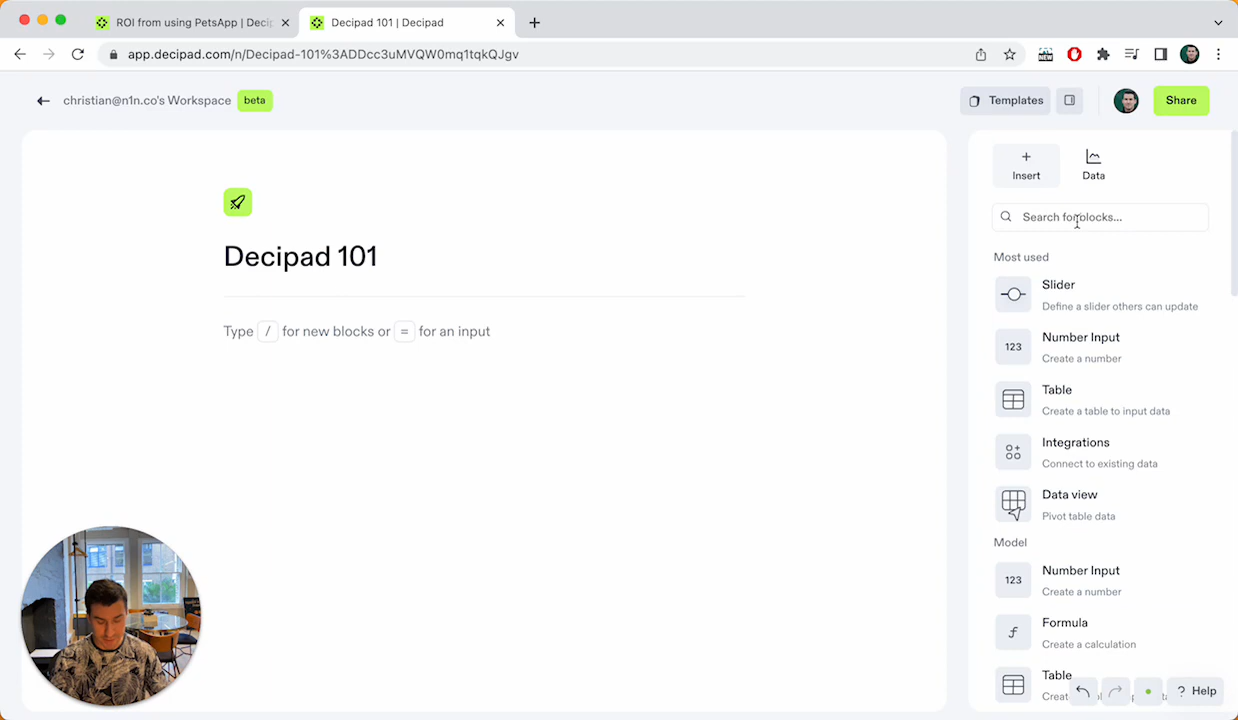 ROI from using PetsApp | Decip
Decipad 101 | Decipad
app.decipad.com/n/Decipad-101%3ADDcc3uMVQW0mq1tqkQJgv
NEW
christian@n1n.co's Workspace
beta
Templates
Share
Insert
Data
Search for blocks...
Decipad 101
Type / for new blocks or = for an input
Most used
Slider
Define a slider others can update
123
Number Input
Create a number
Table
Create a table to input data
Integrations
Connect to existing data
Data view
Pivot table data
Model
123
Number Input
Create a number
Formula
Create a calculation
Table
? Help